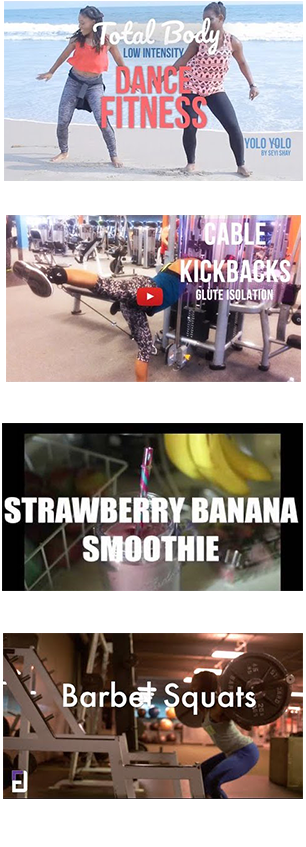 Total Body
LOW INTENSITY
DANCE
FITNESS
YOLO YOLO
BY SEYI SHAY
CABLE
KICKBACKS
GLUTE ISOLATION
STRAWBERRY BANANA
SMOOTHIE
Barbell Squats